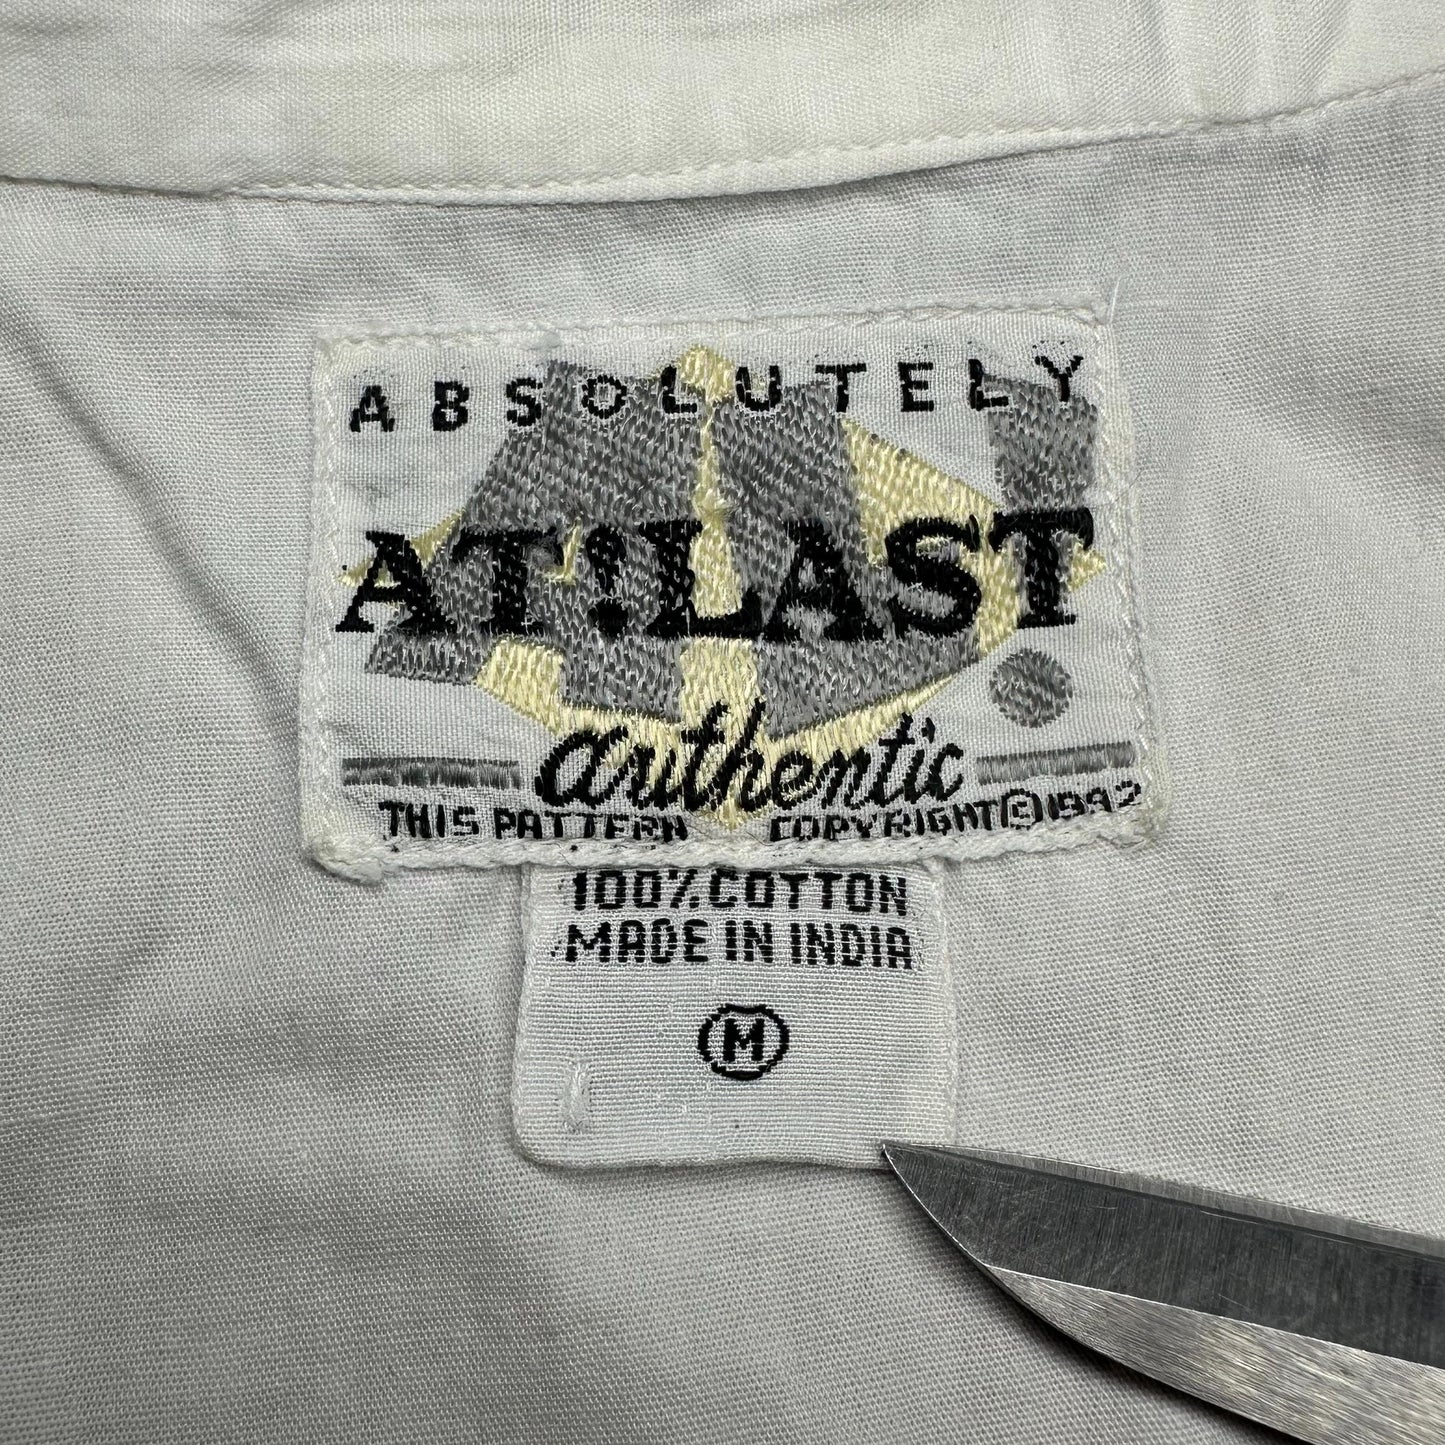 ABSOLUTELY
AT!LAST
authentic
THIS PATTERN COPYRIGHT©1992
100% COTTON
MADE IN INDIA
M